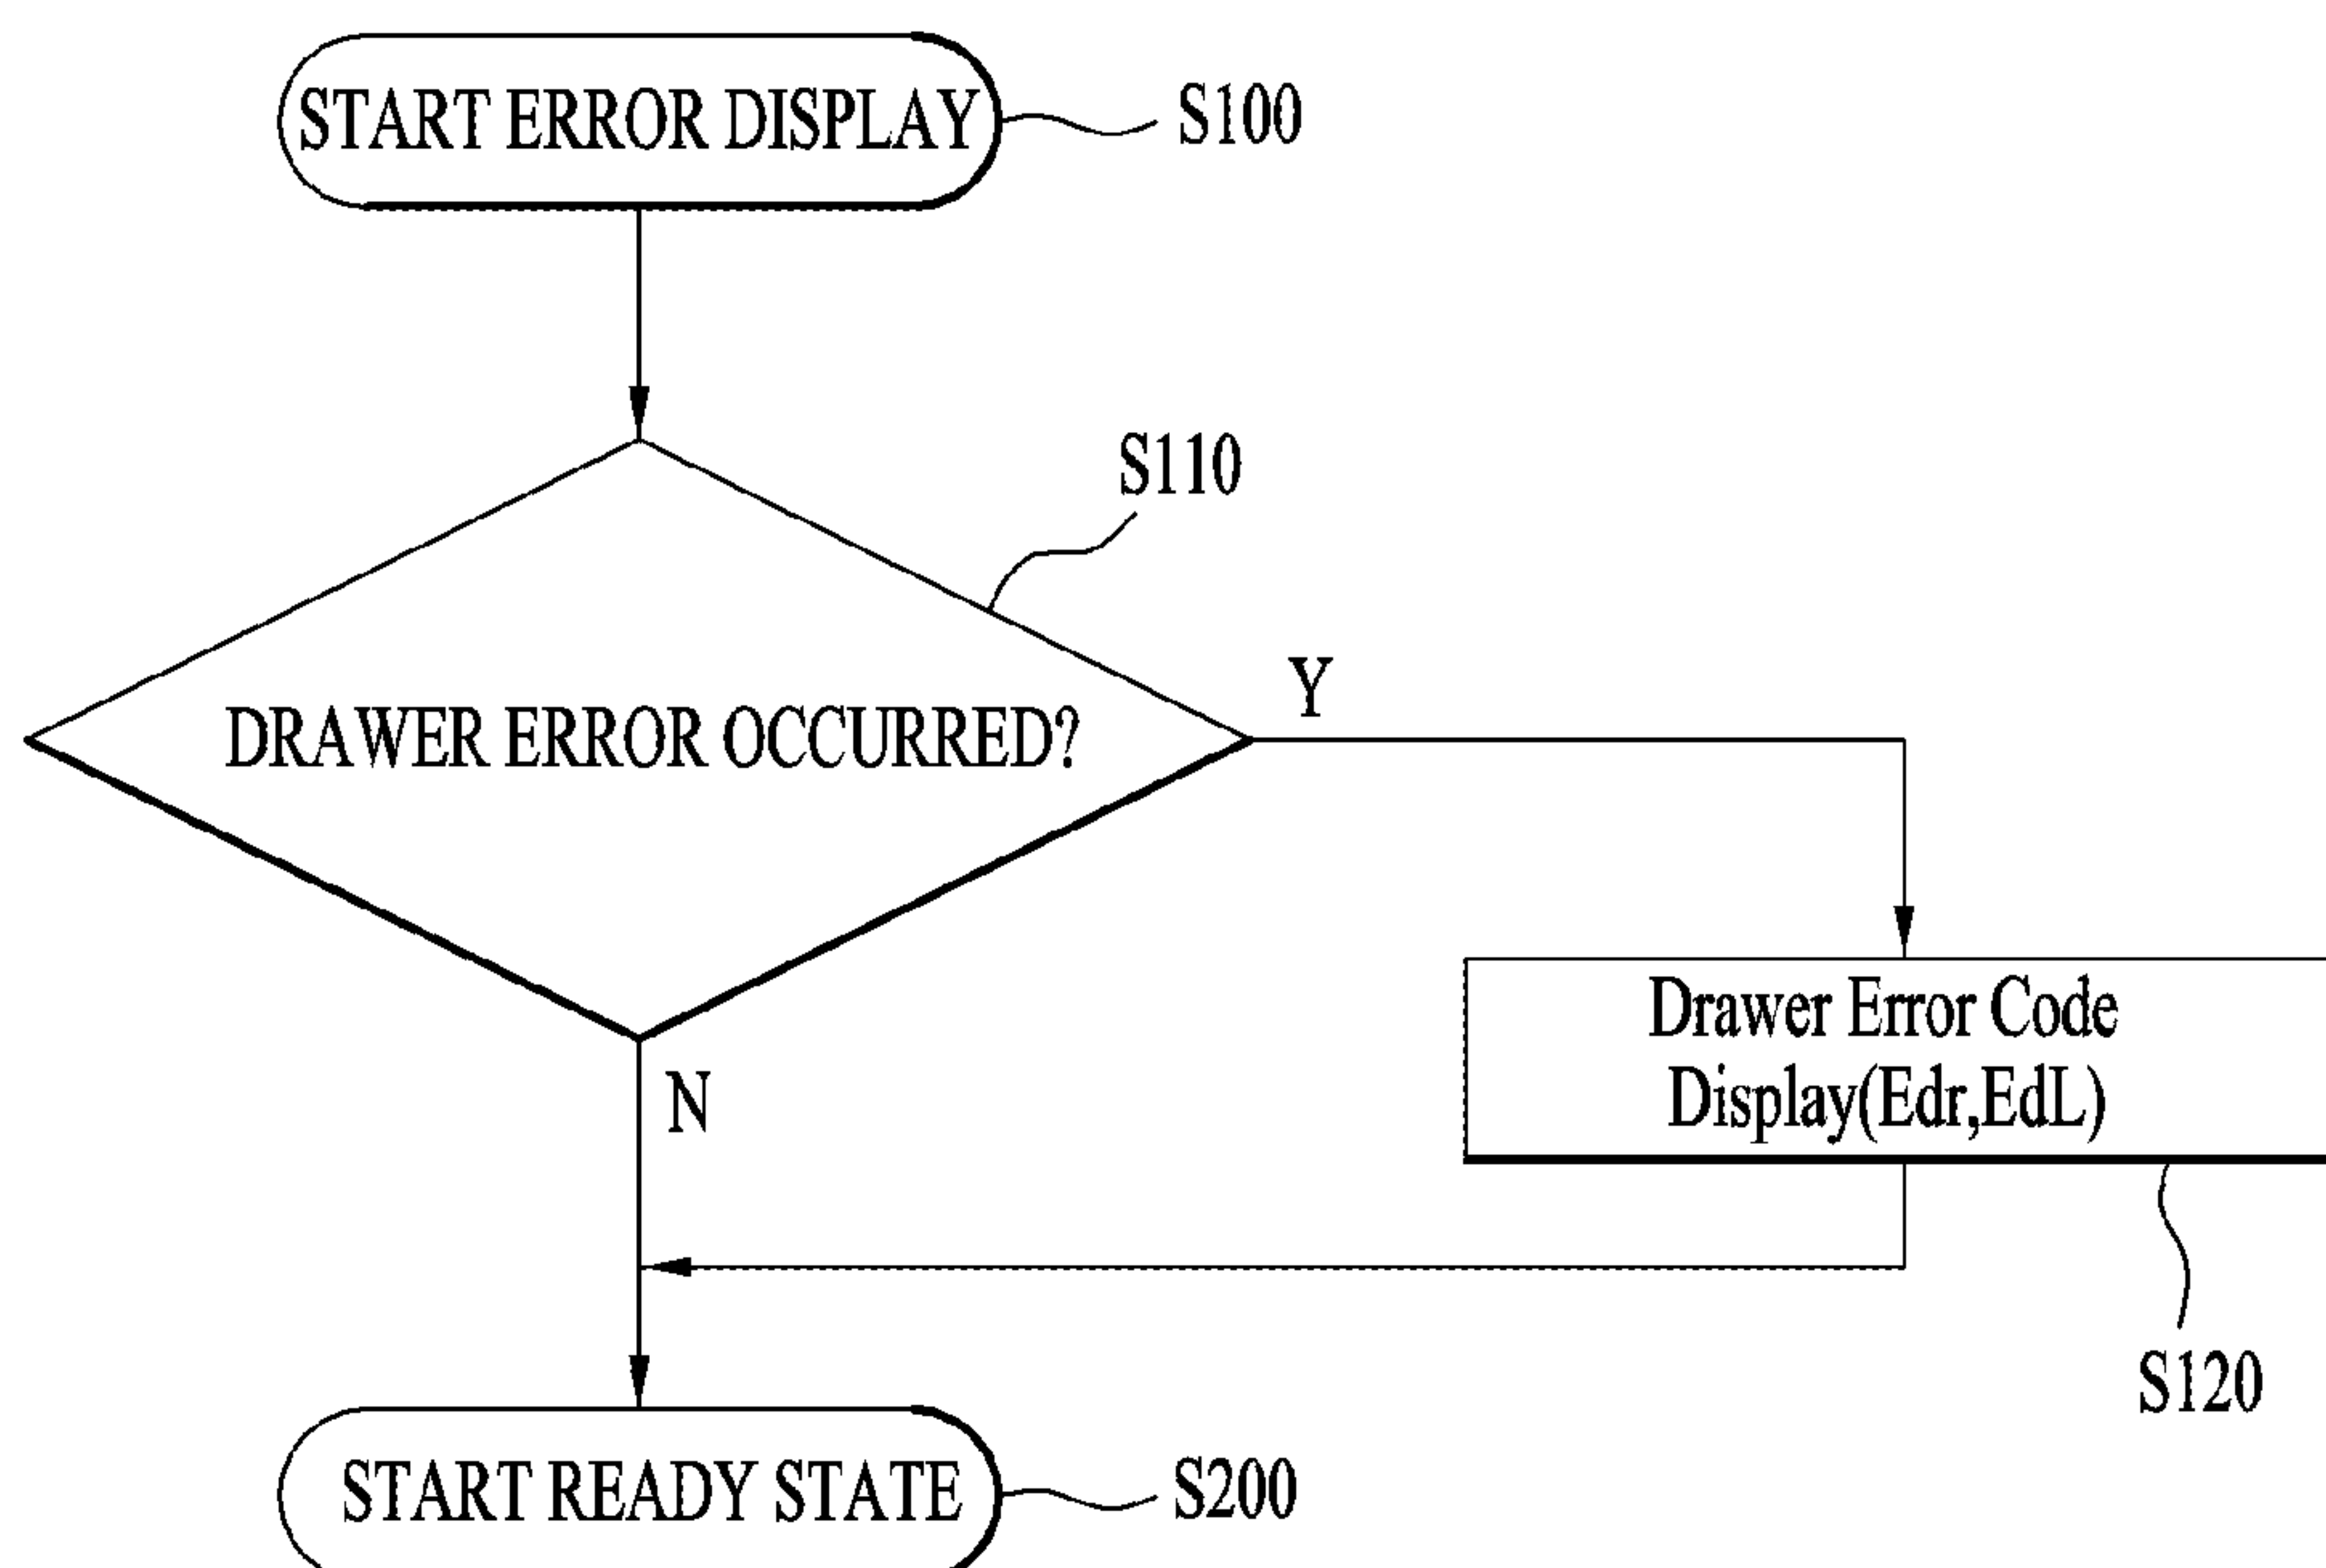 START ERROR DISPLAY
S100
S110
DRAWER ERROR OCCURRED?
Y
Drawer Error Code
Display(Edr,EdL)
N
S120
START READY STATE
S200